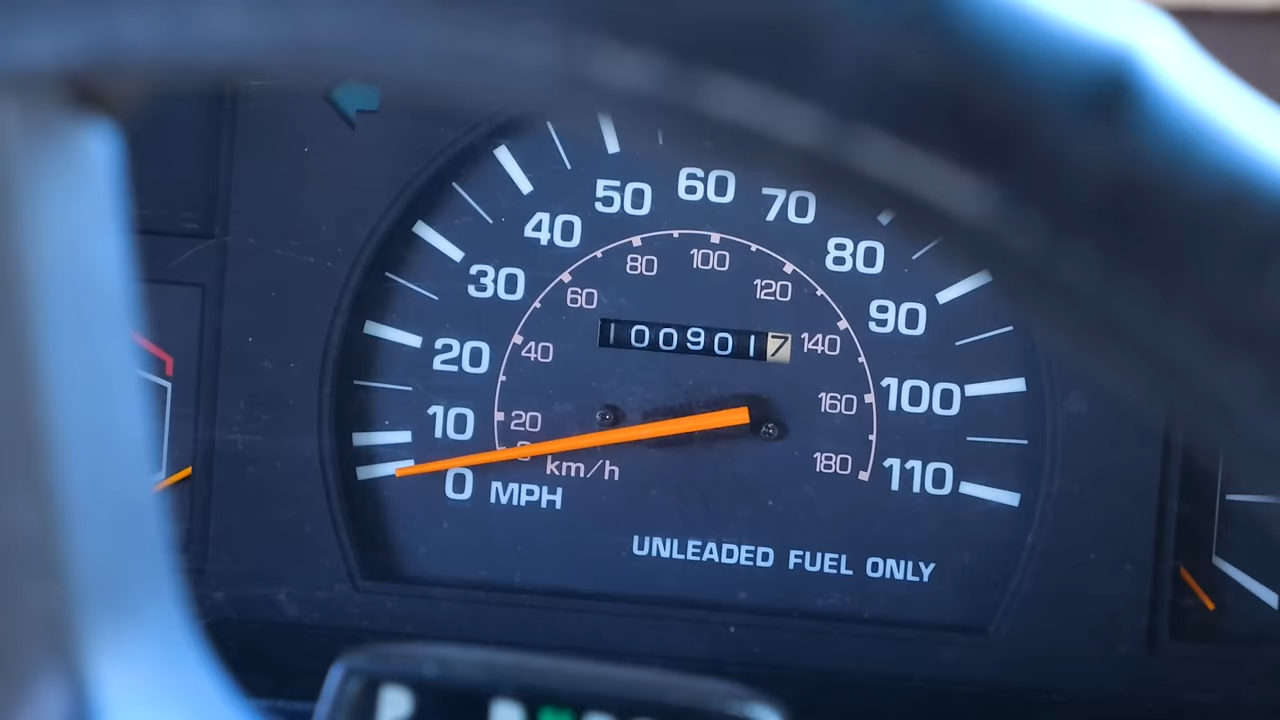 0 10 20 30 40 50 60 70 80 90 100 110
MPH
20 40 60 80 100 120 140 160 180
km/h
1009017
UNLEADED FUEL ONLY
P